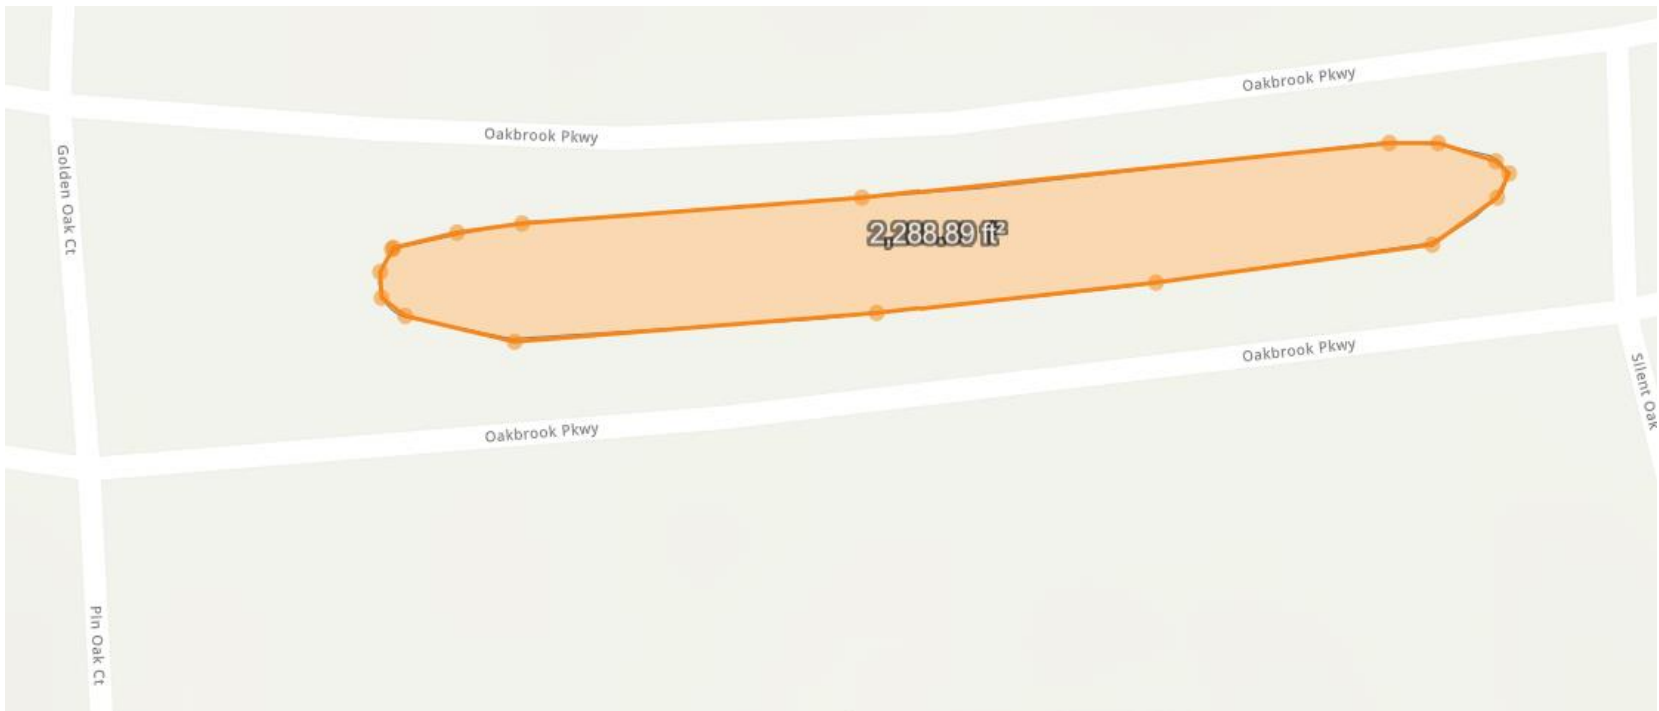 Oakbrook Pkwy
Oakbrook Pkwy
Golden Oak Ct
2,288.89 ft²
Oakbrook Pkwy
Silent Oak
Oakbrook Pkwy
Pin Oak Ct